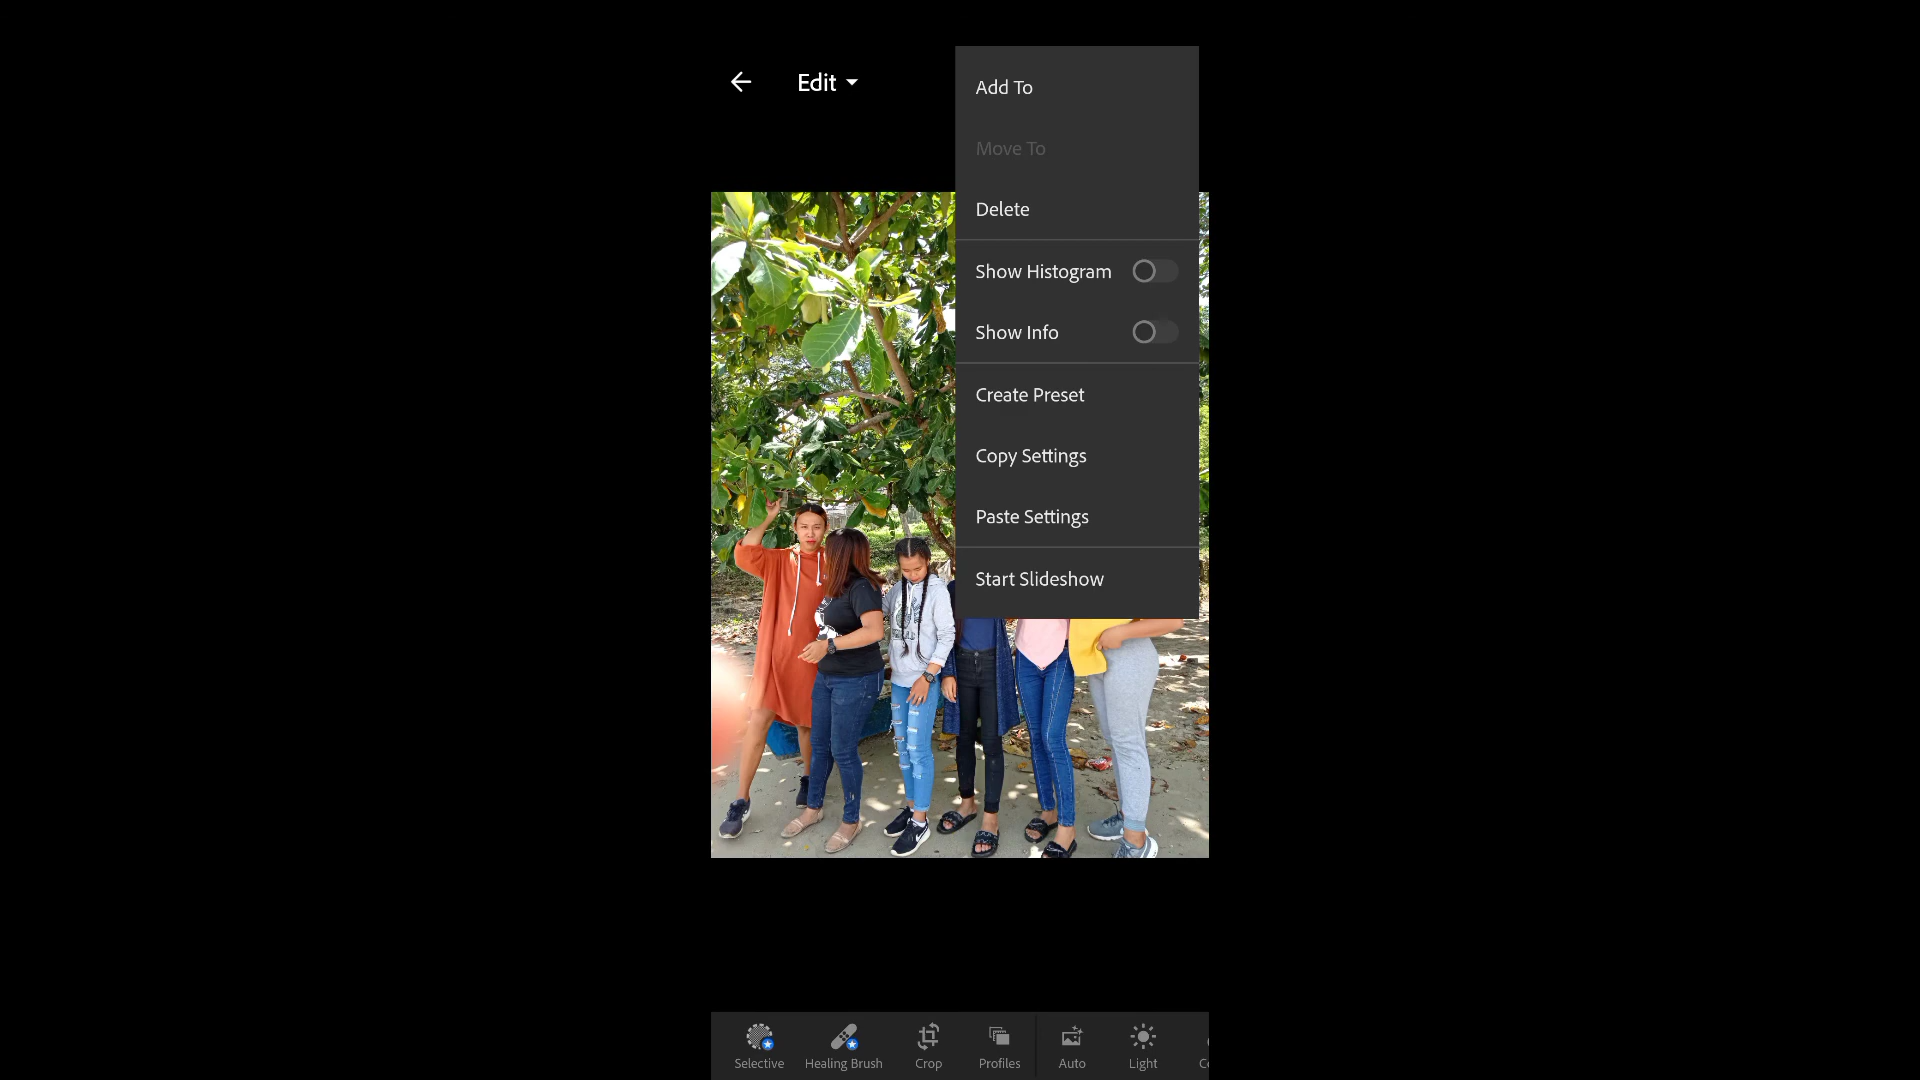 Edit
Add To
Move To
Delete
Show Histogram
Show Info
Create Preset
Copy Settings
Paste Settings
Start Slideshow
Selective
Healing Brush
Crop
Profiles
Auto
Light